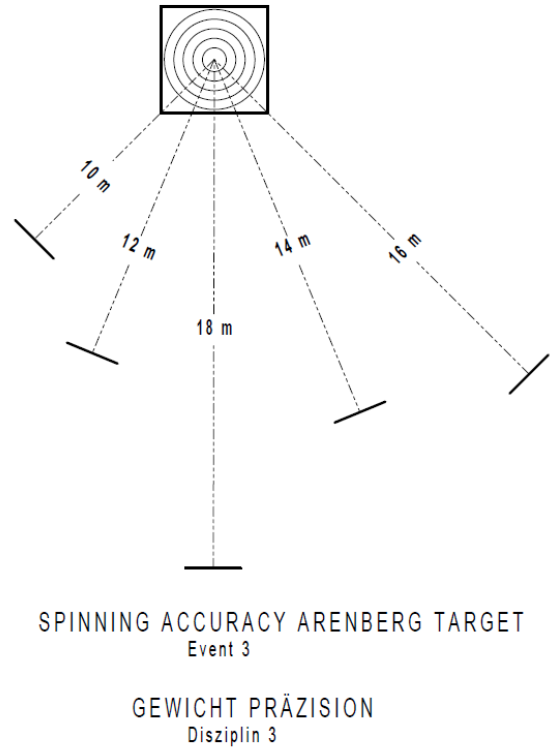 10 m
12 m
14 m
16 m
18 m
SPINNING ACCURACY ARENBERG TARGET
Event 3
GEWICHT PRÄZISION
Disziplin 3